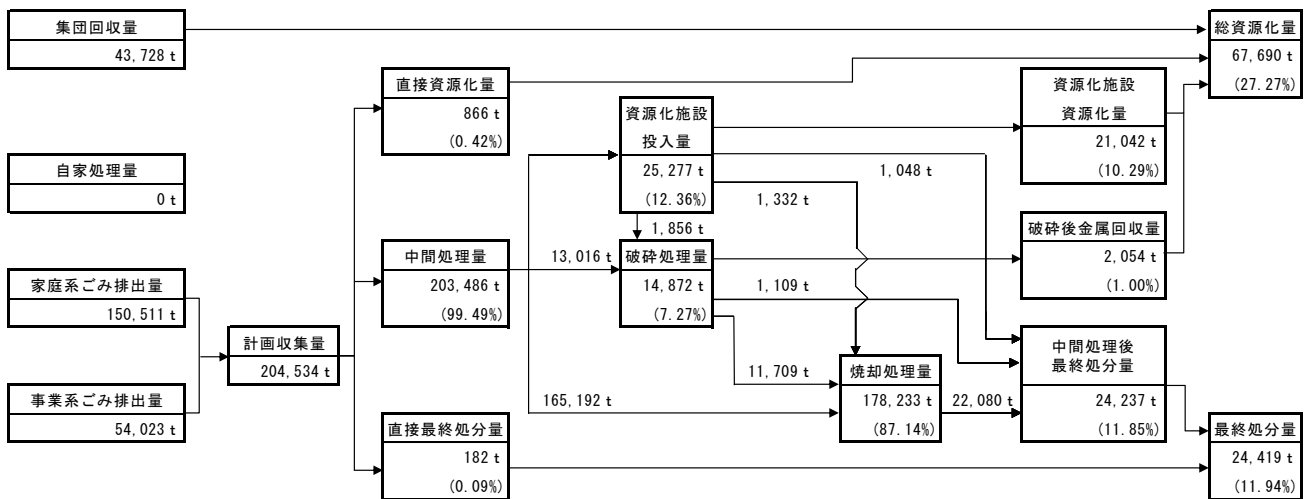 集団回収量
43,728 t
総資源化量
67,690 t
(27.27%)
直接資源化量
866 t
(0.42%)
資源化施設
投入量
25,277 t
(12.36%)
資源化施設
資源化量
21,042 t
(10.29%)
自家処理量
0 t
1,048 t
1,332 t
1,856 t
中間処理量
203,486 t
(99.49%)
13,016 t
破砕処理量
14,872 t
(7.27%)
破砕後金属回収量
2,054 t
(1.00%)
1,109 t
家庭系ごみ排出量
150,511 t
計画収集量
204,534 t
事業系ごみ排出量
54,023 t
11,709 t
165,192 t
焼却処理量
178,233 t
(87.14%)
22,080 t
中間処理後
最終処分量
24,237 t
(11.85%)
直接最終処分量
182 t
(0.09%)
最終処分量
24,419 t
(11.94%)